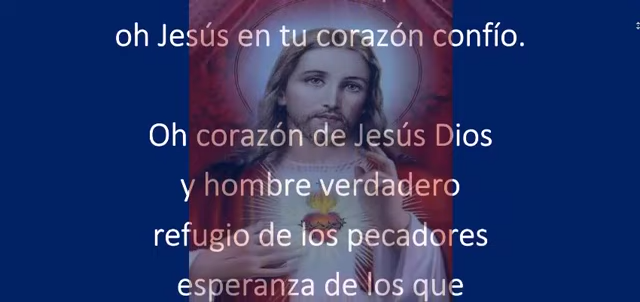 oh Jesús en tu corazón confío.
Oh corazón de Jesús Dios
y hombre verdadero
refugio de los pecadores
esperanza de los que